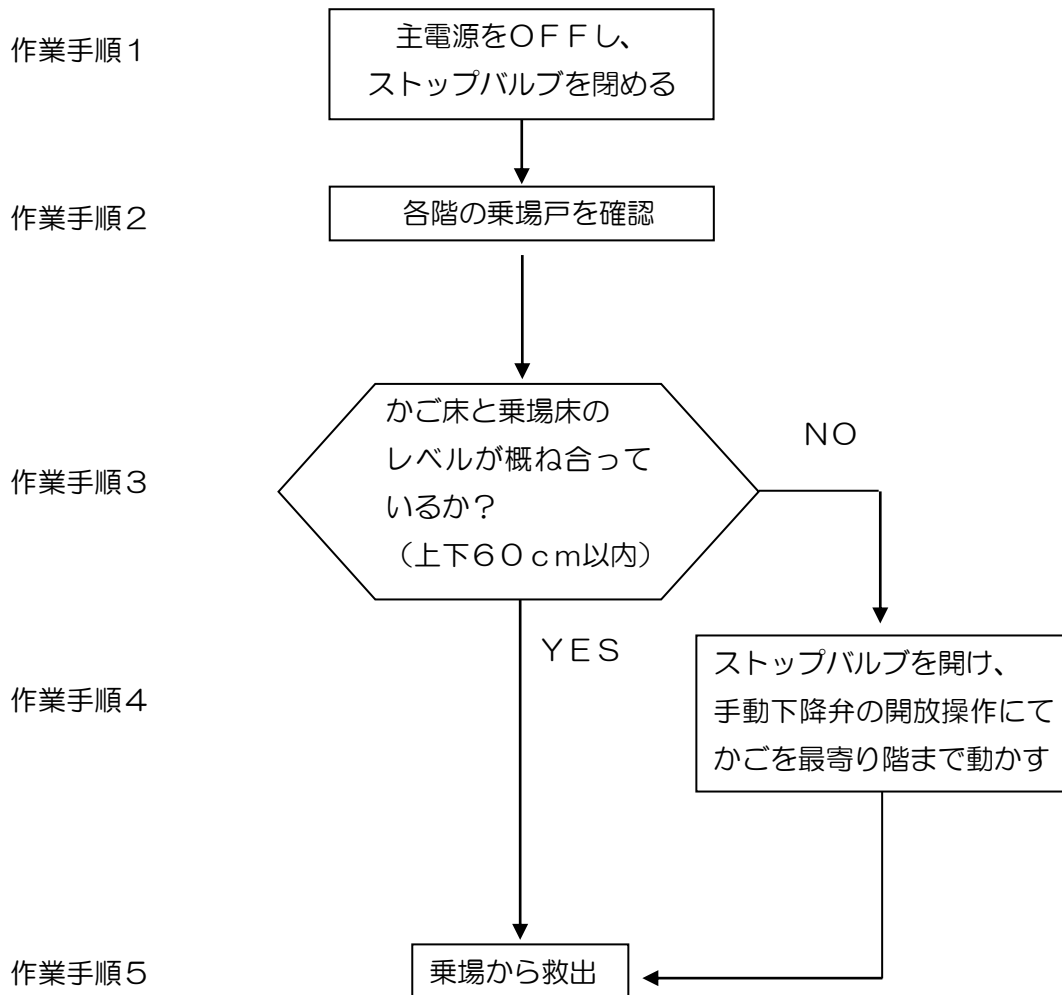 作業手順１
主電源をＯＦＦし、
ストップバルブを閉める
作業手順２
各階の乗場戸を確認
作業手順３
かご床と乗場床の
レベルが概ね合って
いるか？
（上下６０ｃｍ以内）
ＮＯ
ＹＥＳ
作業手順４
ストップバルブを開け、
手動下降弁の開放操作にて
かごを最寄り階まで動かす
作業手順５
乗場から救出